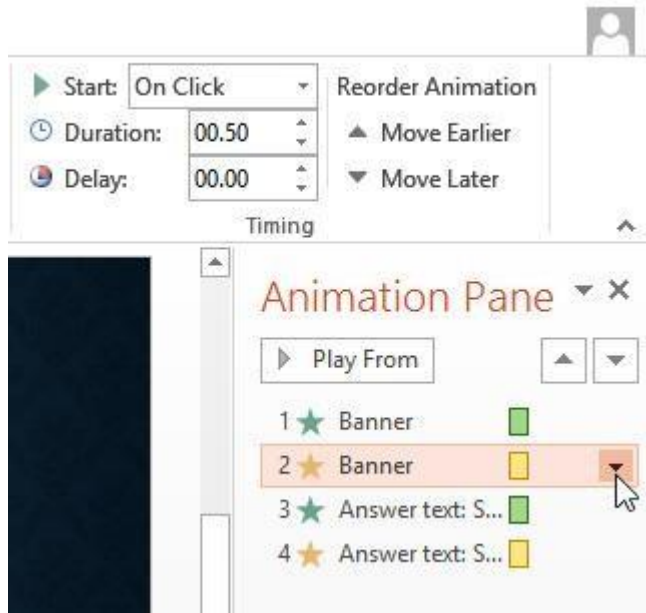 Start: On Click Reorder Animation
Duration: 00.50 Move Earlier
Delay: 00.00 Move Later
Timing
Animation Pane
Play From
1 Banner
2 Banner
3 Answer text: S...
4 Answer text: S...